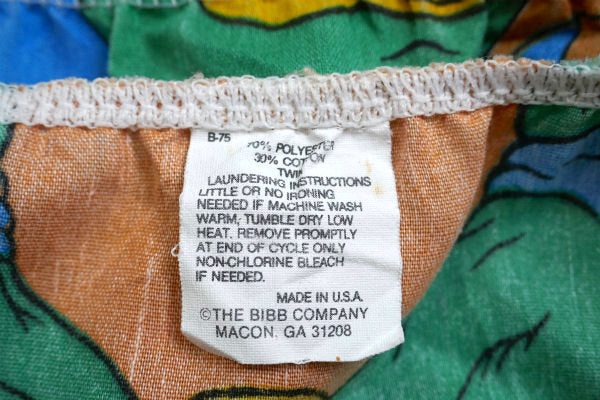 B-75
70% POLYESTER
30% COTTON
TWIN
LAUNDERING INSTRUCTIONS
LITTLE OR NO IRONING
NEEDED IF MACHINE WASH
WARM, TUMBLE DRY LOW
HEAT. REMOVE PROMPTLY
AT END OF CYCLE ONLY
NON-CHLORINE BLEACH
IF NEEDED.
MADE IN U.S.A.
©THE BIBB COMPANY
MACON. GA 31208